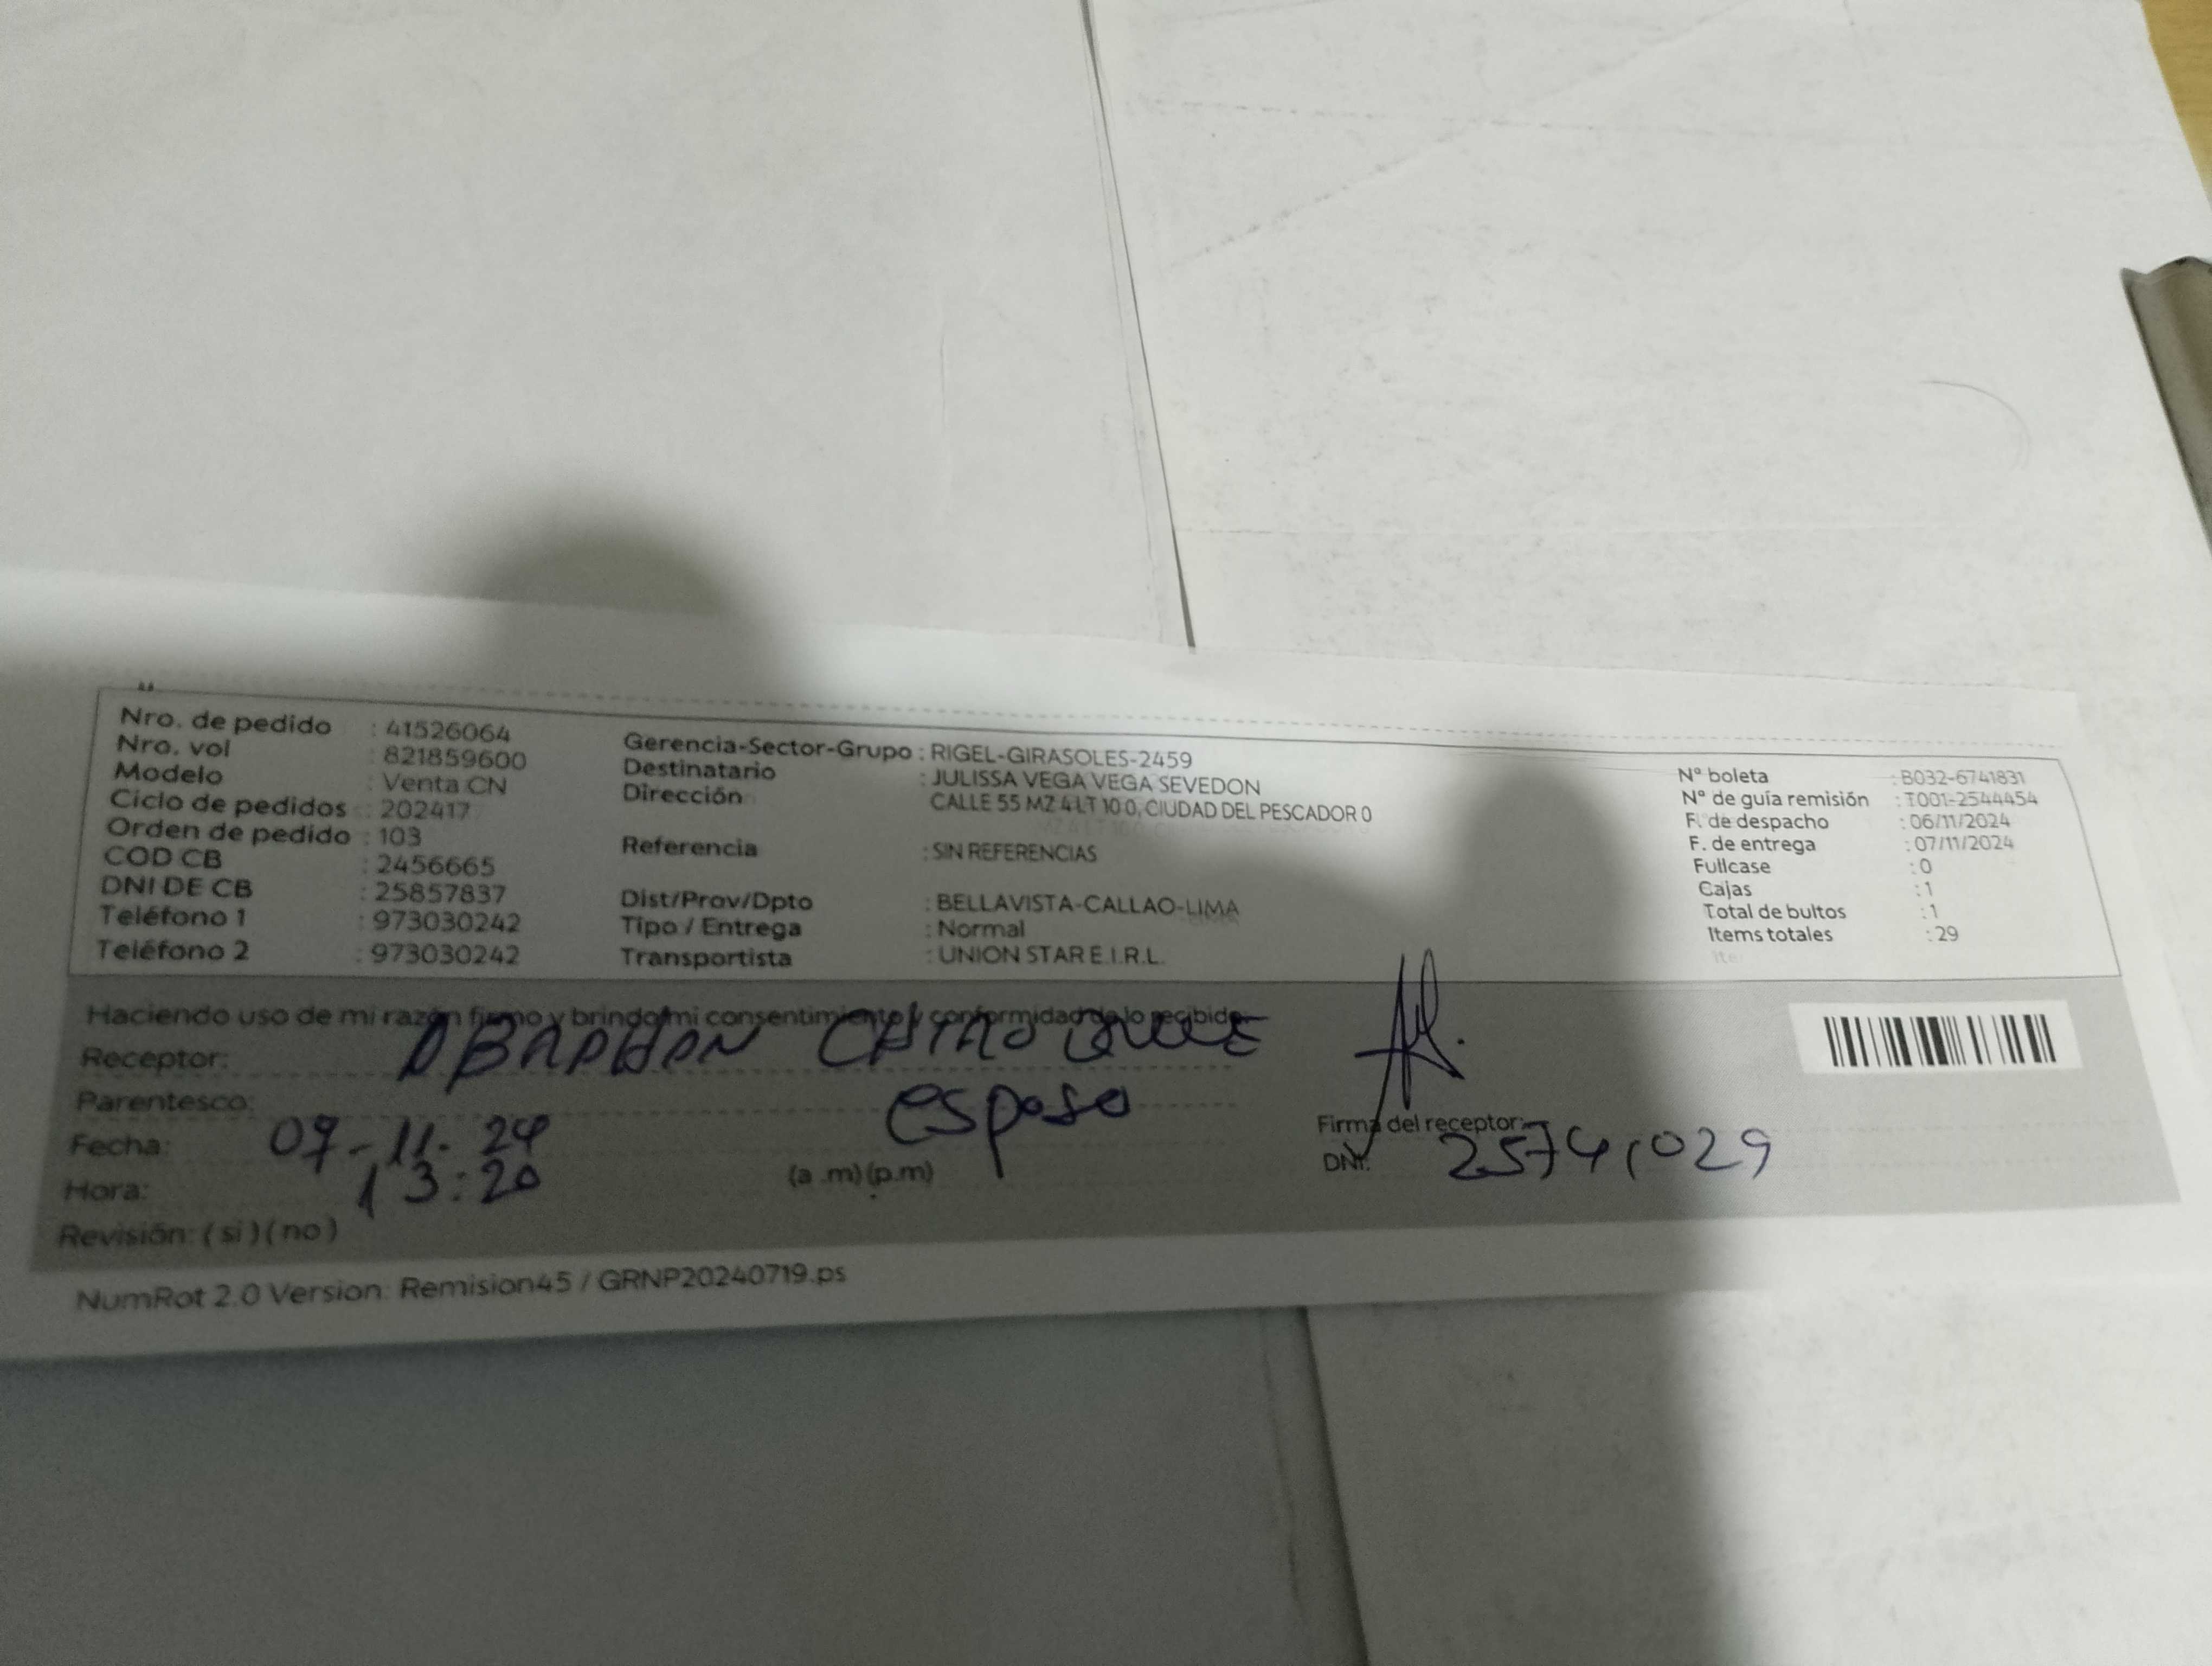 Nro. de pedido : 41526064
Nro. vol : 821859600
Modelo : Venta CN
Ciclo de pedidos : 202417
Orden de pedido : 103
COD CB : 2456665
DNI DE CB : 25857837
Teléfono 1 : 973030242
Teléfono 2 : 973030242
Gerencia-Sector-Grupo : RIGEL-GIRASOLES-2459
Destinatario : JULISSA VEGA VEGA SEVEDON
Dirección CALLE 55 MZ 4 LT 10 0, CIUDAD DEL PESCADOR 0
Referencia : SIN REFERENCIAS
Dist/Prov/Dpto : BELLAVISTA-CALLAO-LIMA
Tipo / Entrega : Normal
Transportista : UNION STAR E.I.R.L.
N° boleta : B032-6741831
N° de guía remisión : T001-2544454
F. de despacho : 06/11/2024
F. de entrega : 07/11/2024
Fullcase : 0
Cajas : 1
Total de bultos : 1
Items totales : 29
Haciendo uso de mi razón firmo y brindo mi consentimiento y conformidad de lo recibido.
Receptor:
Parentesco: esposo
Fecha: 07-11-24
Hora: 13:20 (a .m) (p.m)
Revisión: ( si ) ( no )
Firma del receptor:
DNI: 25741029
NumRot 2.0 Version: Remision45 / GRNP20240719.ps